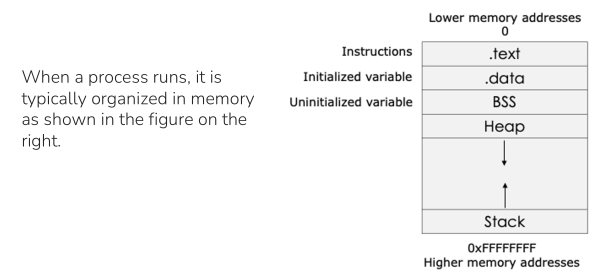 When a process runs, it is
typically organized in memory
as shown in the figure on the
right.
Lower memory addresses
0
Instructions
.text
Initialized variable
.data
Uninitialized variable
BSS
Heap
Stack
0xFFFFFFFF
Higher memory addresses